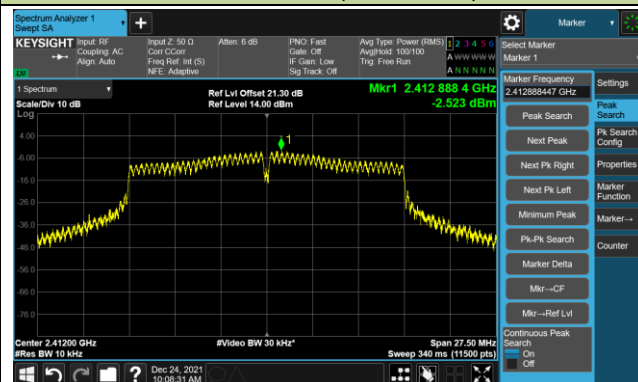 Spectrum Analyzer 1
Swept SA
Marker
KEYSIGHT
Input: RF
Coupling: AC
Align: Auto
Input Z: 50 Ω
Corr CCorr
Freq Ref: Int (S)
NFE: Adaptive
Atten: 6 dB
PNO: Fast
Gate: Off
IF Gain: Low
Sig Track: Off
Avg Type: Power (RMS)
Avg|Hold: 100/100
Trig: Free Run
1 2 3 4 5 6
A W W W W W
A N N N N N
LXI
Select Marker
Marker 1
1 Spectrum
Scale/Div 10 dB
Log
Ref Lvl Offset 21.30 dB
Ref Level 14.00 dBm
Mkr1 2.412 888 4 GHz
-2.523 dBm
Marker Frequency
2.412888447 GHz
Settings
Peak Search
Next Peak
Next Pk Right
Next Pk Left
Minimum Peak
Pk-Pk Search
Marker Delta
Mkr→CF
Mkr→Ref Lvl
Continuous Peak
Search
On
Off
Peak
Search
Pk Search
Config
Properties
Marker
Function
Marker→
Counter
1
4.00
-6.00
-16.0
-26.0
-36.0
-46.0
-56.0
-66.0
-76.0
Center 2.41200 GHz
#Res BW 10 kHz
#Video BW 30 kHz*
Span 27.50 MHz
Sweep 340 ms (11500 pts)
?
Dec 24, 2021
10:08:31 AM